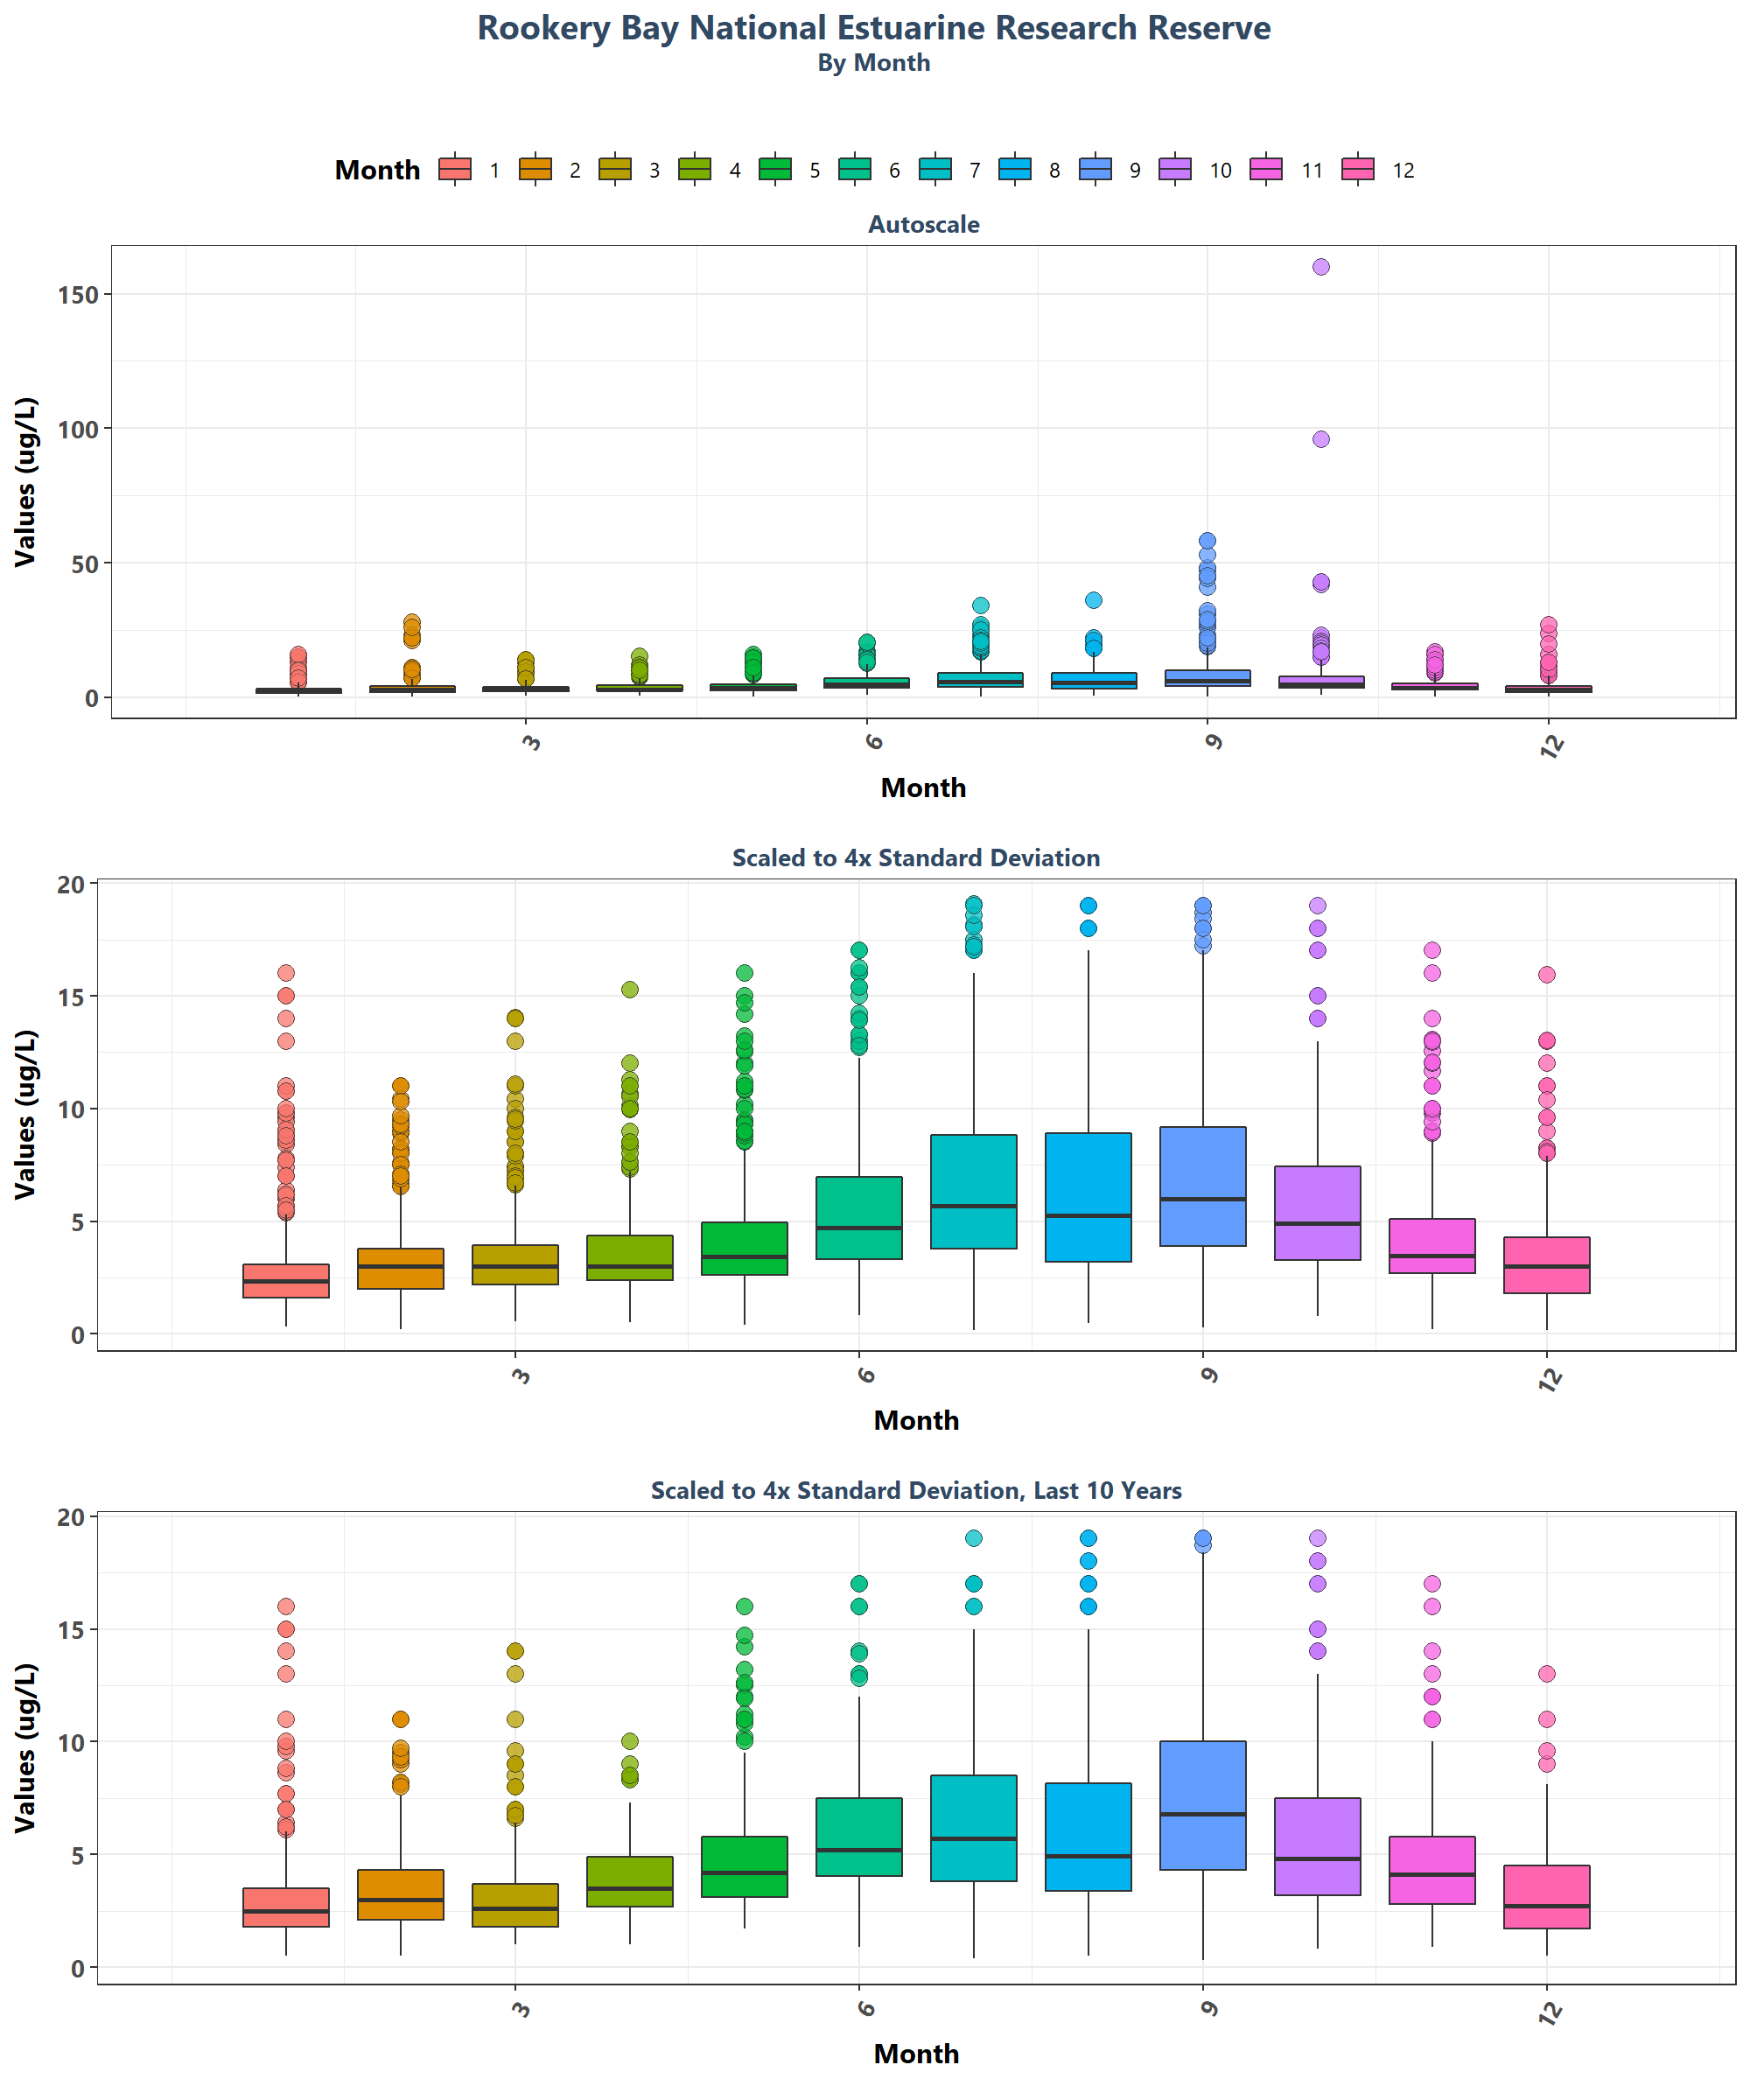 Rookery Bay National Estuarine Research Reserve
By Month
Month 1 2 3 4 5 6 7 8 9 10 11 12
Autoscale
Values (ug/L)
150
100
50
0
3 6 9 12
Month
Scaled to 4x Standard Deviation
Values (ug/L)
20
15
10
5
0
3 6 9 12
Month
Scaled to 4x Standard Deviation, Last 10 Years
Values (ug/L)
20
15
10
5
0
3 6 9 12
Month